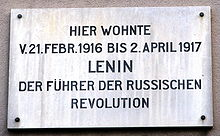 HIER WOHNTE
V. 21. FEBR. 1916 BIS 2. APRIL 1917
LENIN
DER FÜHRER DER RUSSISCHEN
REVOLUTION